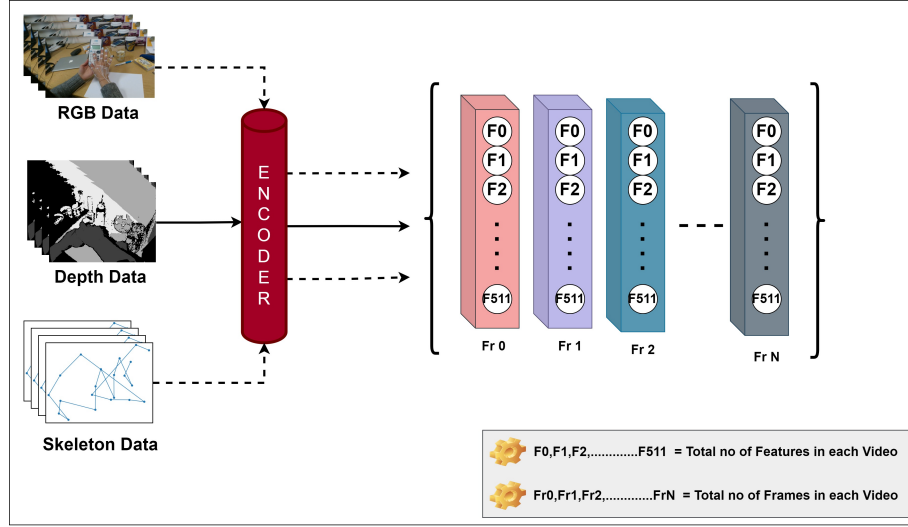 RGB Data
Depth Data
Skeleton Data
ENCODER
F0 F0 F0 F0
F1 F1 F1 F1
F2 F2 F2 F2
F511 F511 F511 F511
Fr 0 Fr 1 Fr 2 Fr N
F0,F1,F2,.............F511 = Total no of Features in each Video
Fr0,Fr1,Fr2,.............FrN = Total no of Frames in each Video